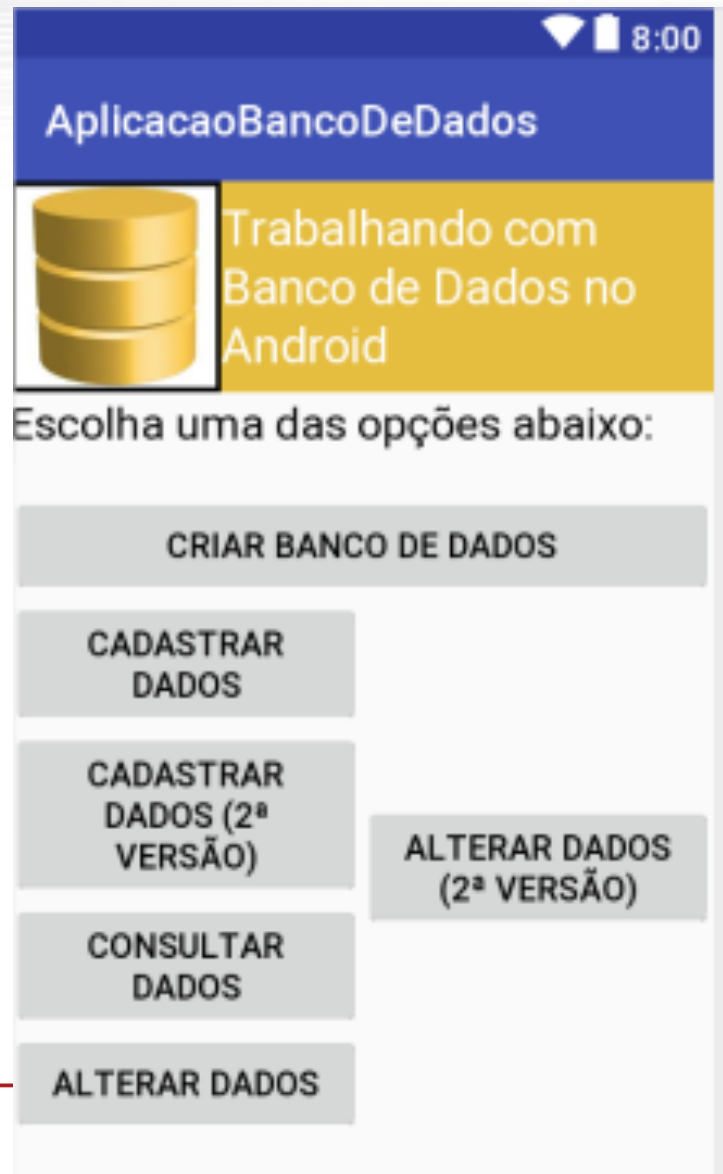 8:00
AplicacaoBancoDeDados
Trabalhando com
Banco de Dados no
Android
Escolha uma das opções abaixo:
CRIAR BANCO DE DADOS
CADASTRAR
DADOS
CADASTRAR
DADOS (2ª
VERSÃO)
CONSULTAR
DADOS
ALTERAR DADOS
ALTERAR DADOS
(2ª VERSÃO)